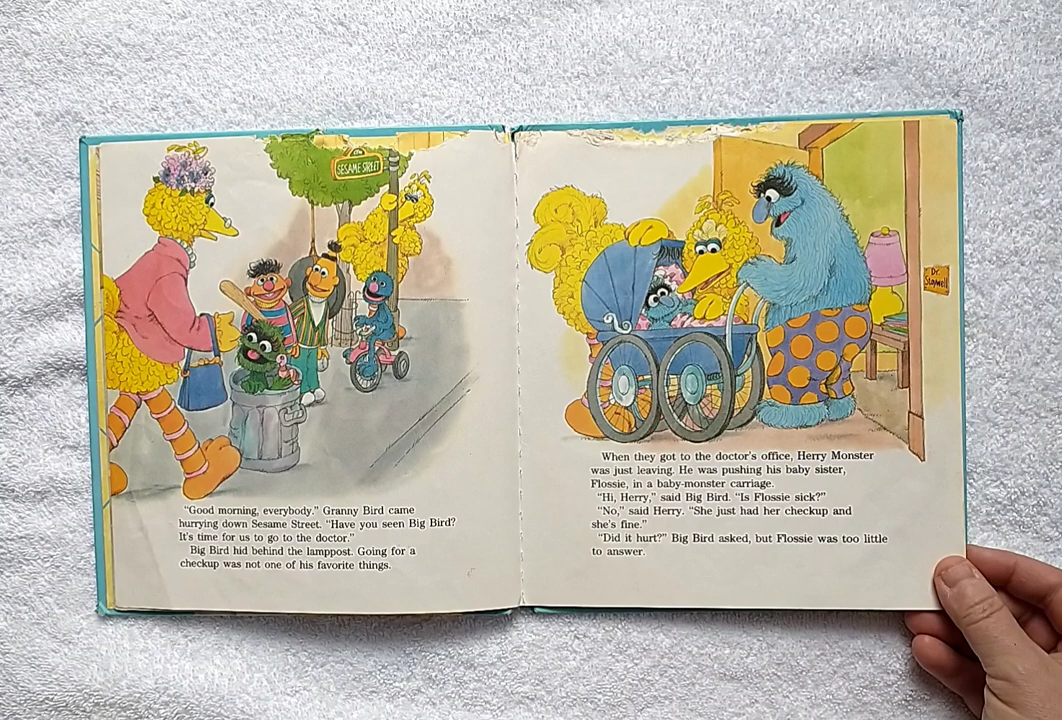 SESAME STREET
"Good morning, everybody." Granny Bird came
hurrying down Sesame Street. "Have you seen Big Bird?
It's time for us to go to the doctor."
Big Bird hid behind the lamppost. Going for a
checkup was not one of his favorite things.
Dr.
Staywell
When they got to the doctor's office, Herry Monster
was just leaving. He was pushing his baby sister,
Flossie, in a baby-monster carriage.
"Hi, Herry," said Big Bird. "Is Flossie sick?"
"No," said Herry. "She just had her checkup and
she's fine."
"Did it hurt?" Big Bird asked, but Flossie was too little
to answer.